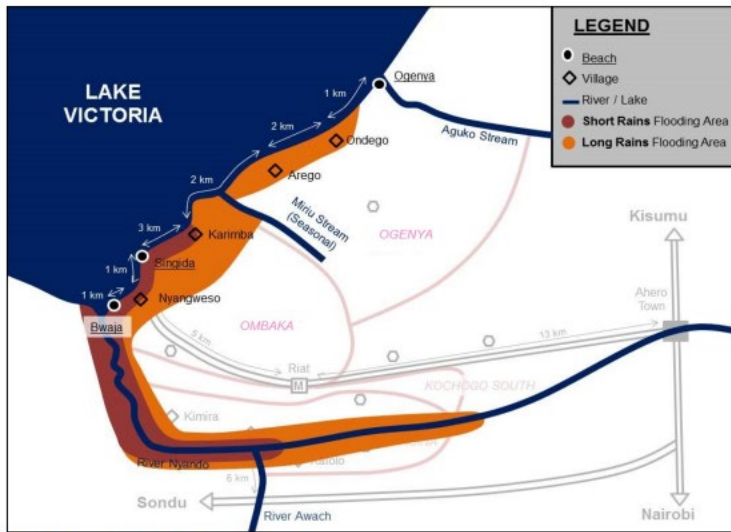 LEGEND
Beach
Village
River / Lake
Short Rains Flooding Area
Long Rains Flooding Area
LAKE
VICTORIA
Ogenya
1 km
2 km
Ondego
Aguko Stream
Arego
2 km
Miriu Stream
(Seasonal)
Kisumu
3 km
Karimba
OGENYA
Singida
1 km
1 km
Nyangweso
Ahero
Town
Bwaja
OMBAKA
5 km
13 km
Riat
M
KOCHOGO SOUTH
Kimira
River Nyando
6 km
Sondu
River Awach
Nairobi